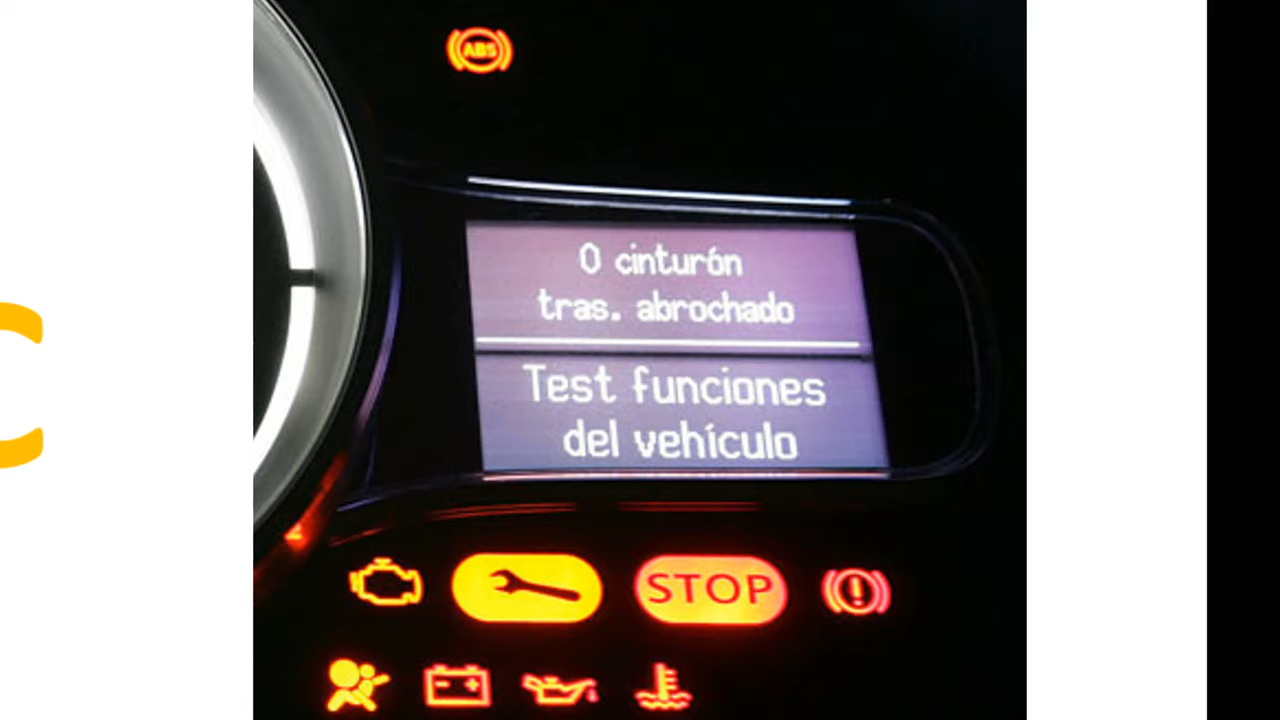 ABS
0 cinturón
tras. abrochado
Test funciones
del vehículo
STOP